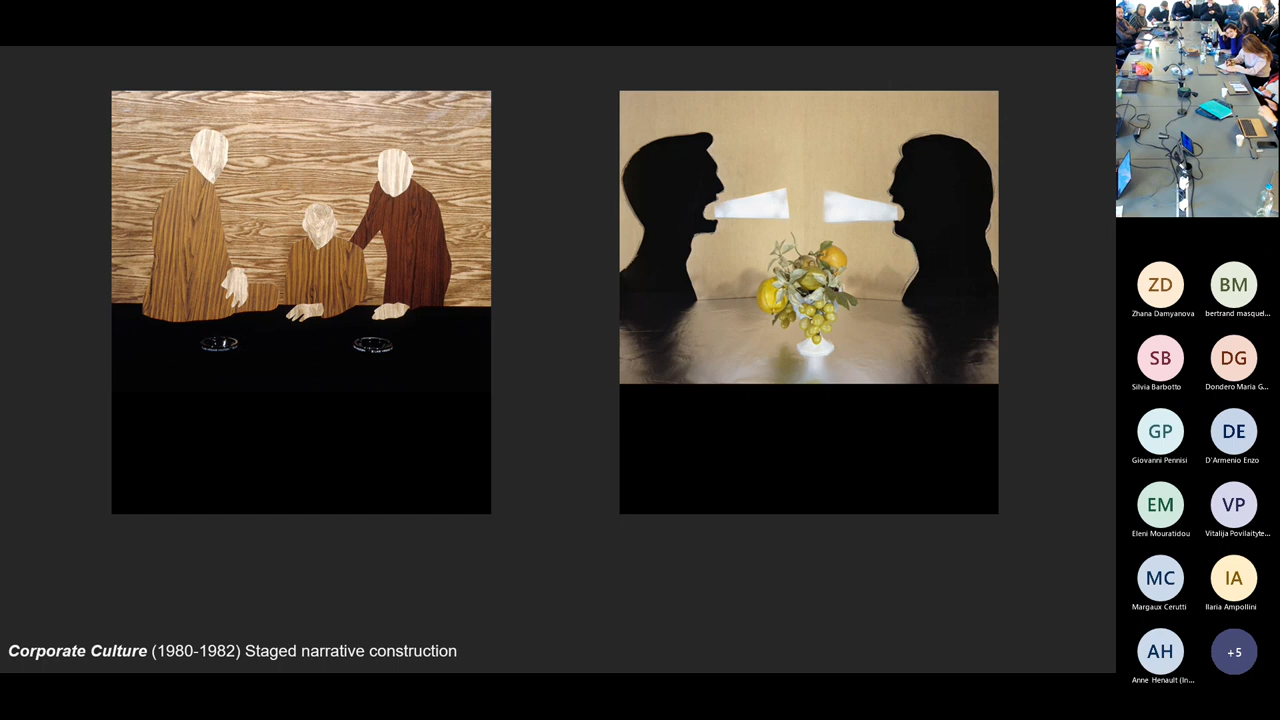 Corporate Culture (1980-1982) Staged narrative construction
ZD
Zhana Damyanova
BM
bertrand masquel...
SB
Silvia Barbotto
DG
Dondero Maria G...
GP
Giovanni Pennisi
DE
D'Armenio Enzo
EM
Eleni Mouratidou
VP
Vitalija Povilaityte...
MC
Margaux Cerutti
IA
Ilaria Ampollini
AH
Anne Henault (In...
+5